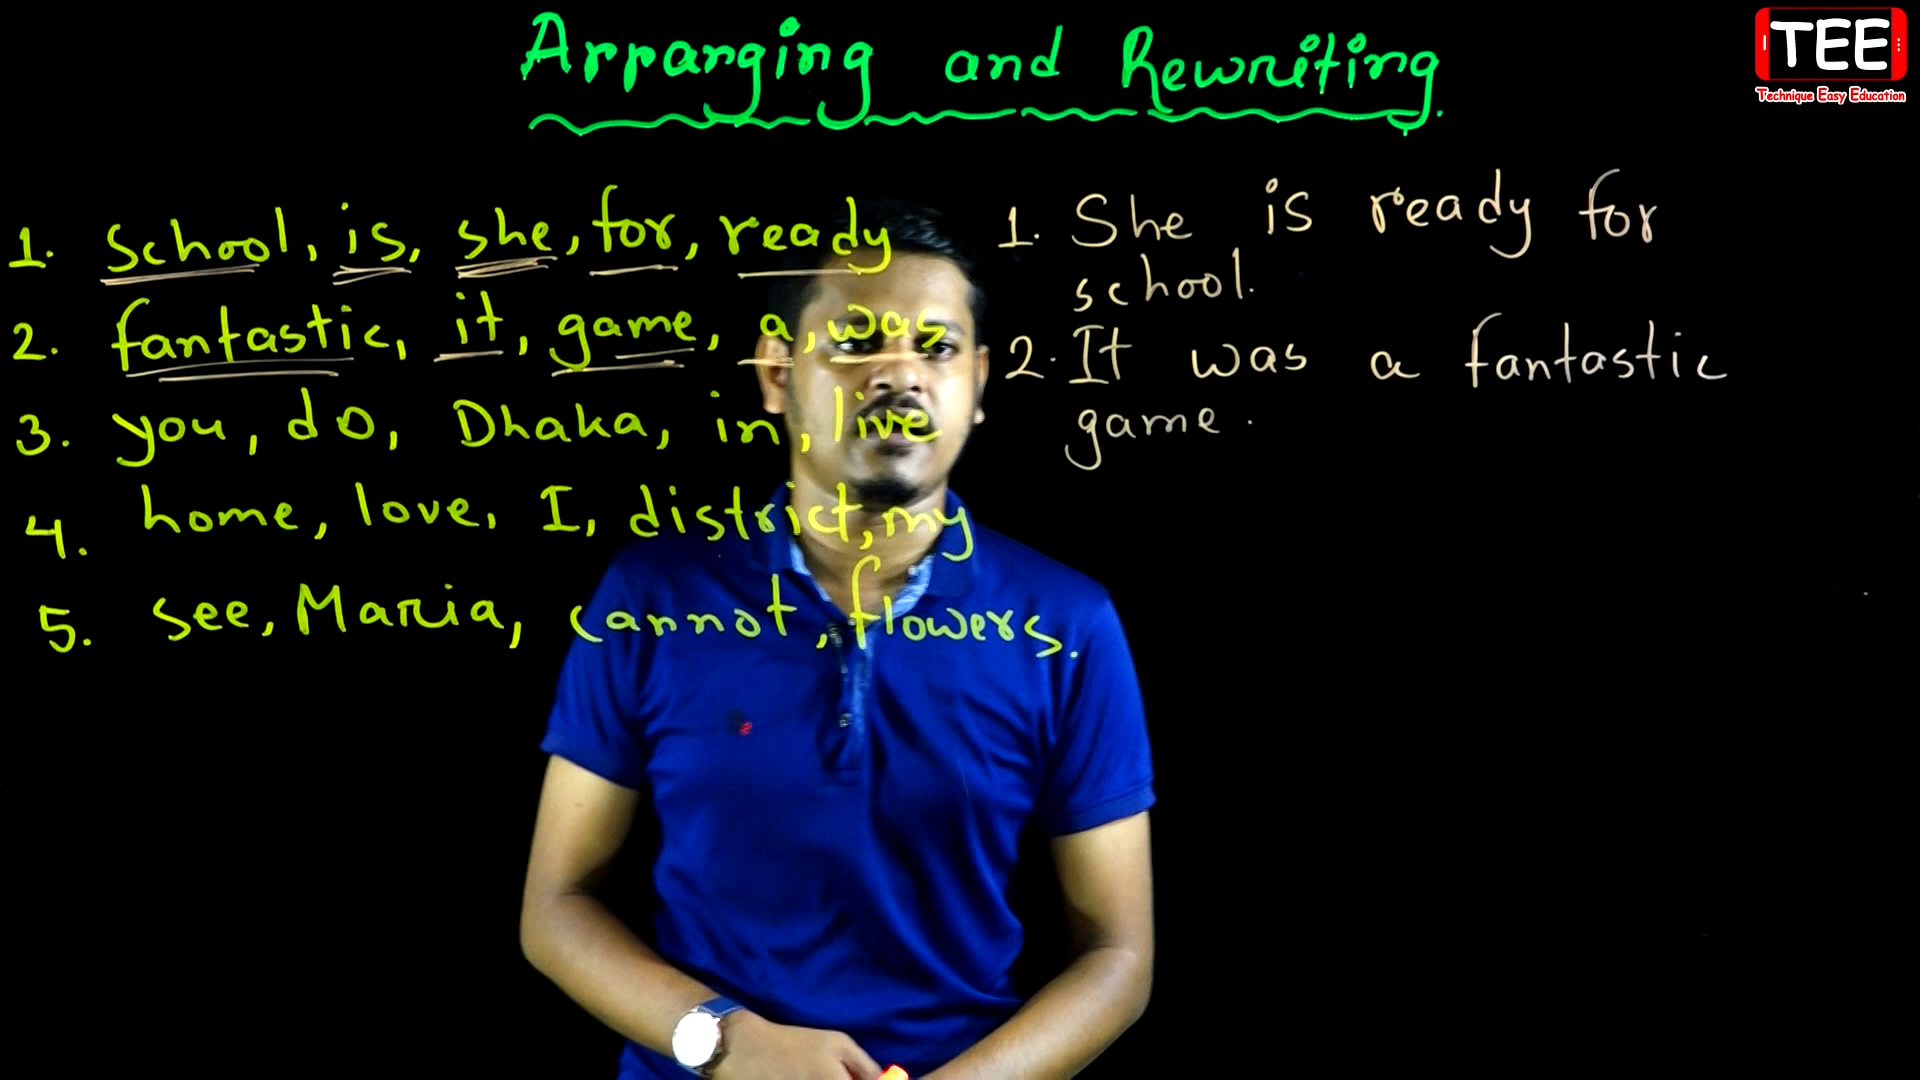 Arranging and Rewriting.
TEE
Technique Easy Education
1. School, is, she, for, ready
2. fantastic, it, game, a, was
3. you, do, Dhaka, in, live
4. home, love, I, district, my
5. see, Maria, cannot, flowers.
1. She is ready for
school.
2. It was a fantastic
game.